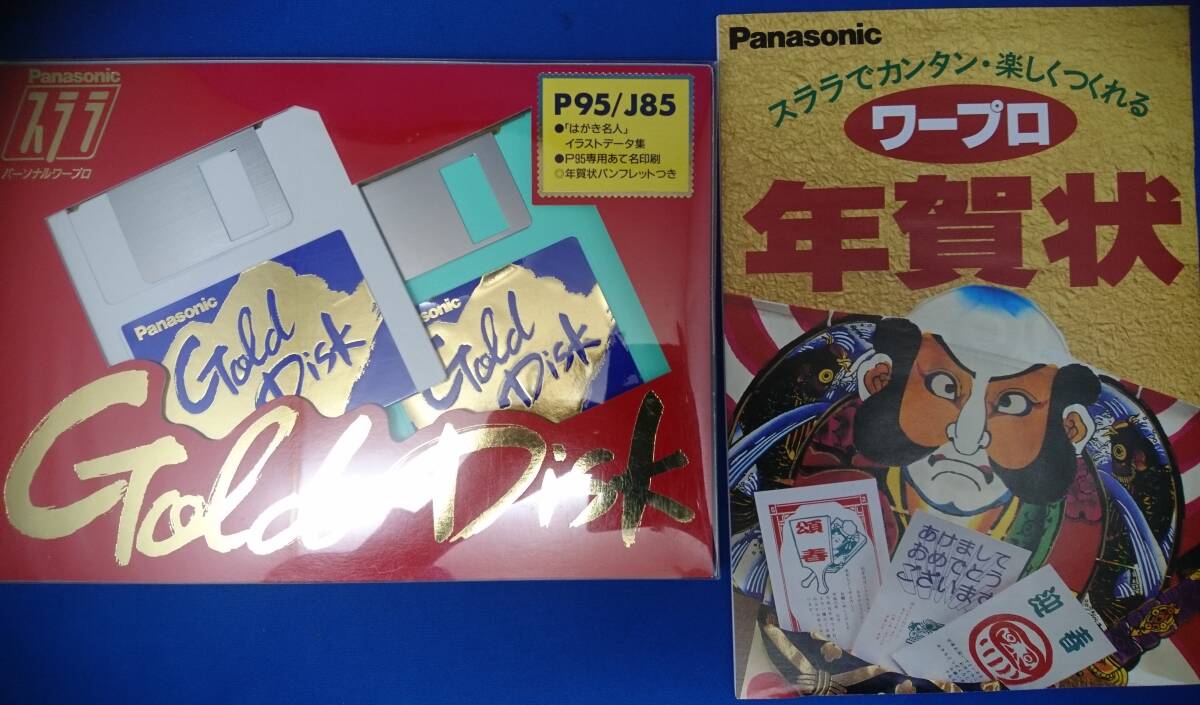 Panasonic
スララ
パーソナルワープロ
P95/J85
●「はがき名人」
イラストデータ集
●P95専用あて名印刷
◎年賀状パンフレットつき
Panasonic
Gold
Disk
sonic
Gold
Disk
Gold Disk
Panasonic
スララでカンタン・楽しくつくれる
ワープロ
年賀状
頌春
あけまして
おめでとう
ございます
迎春